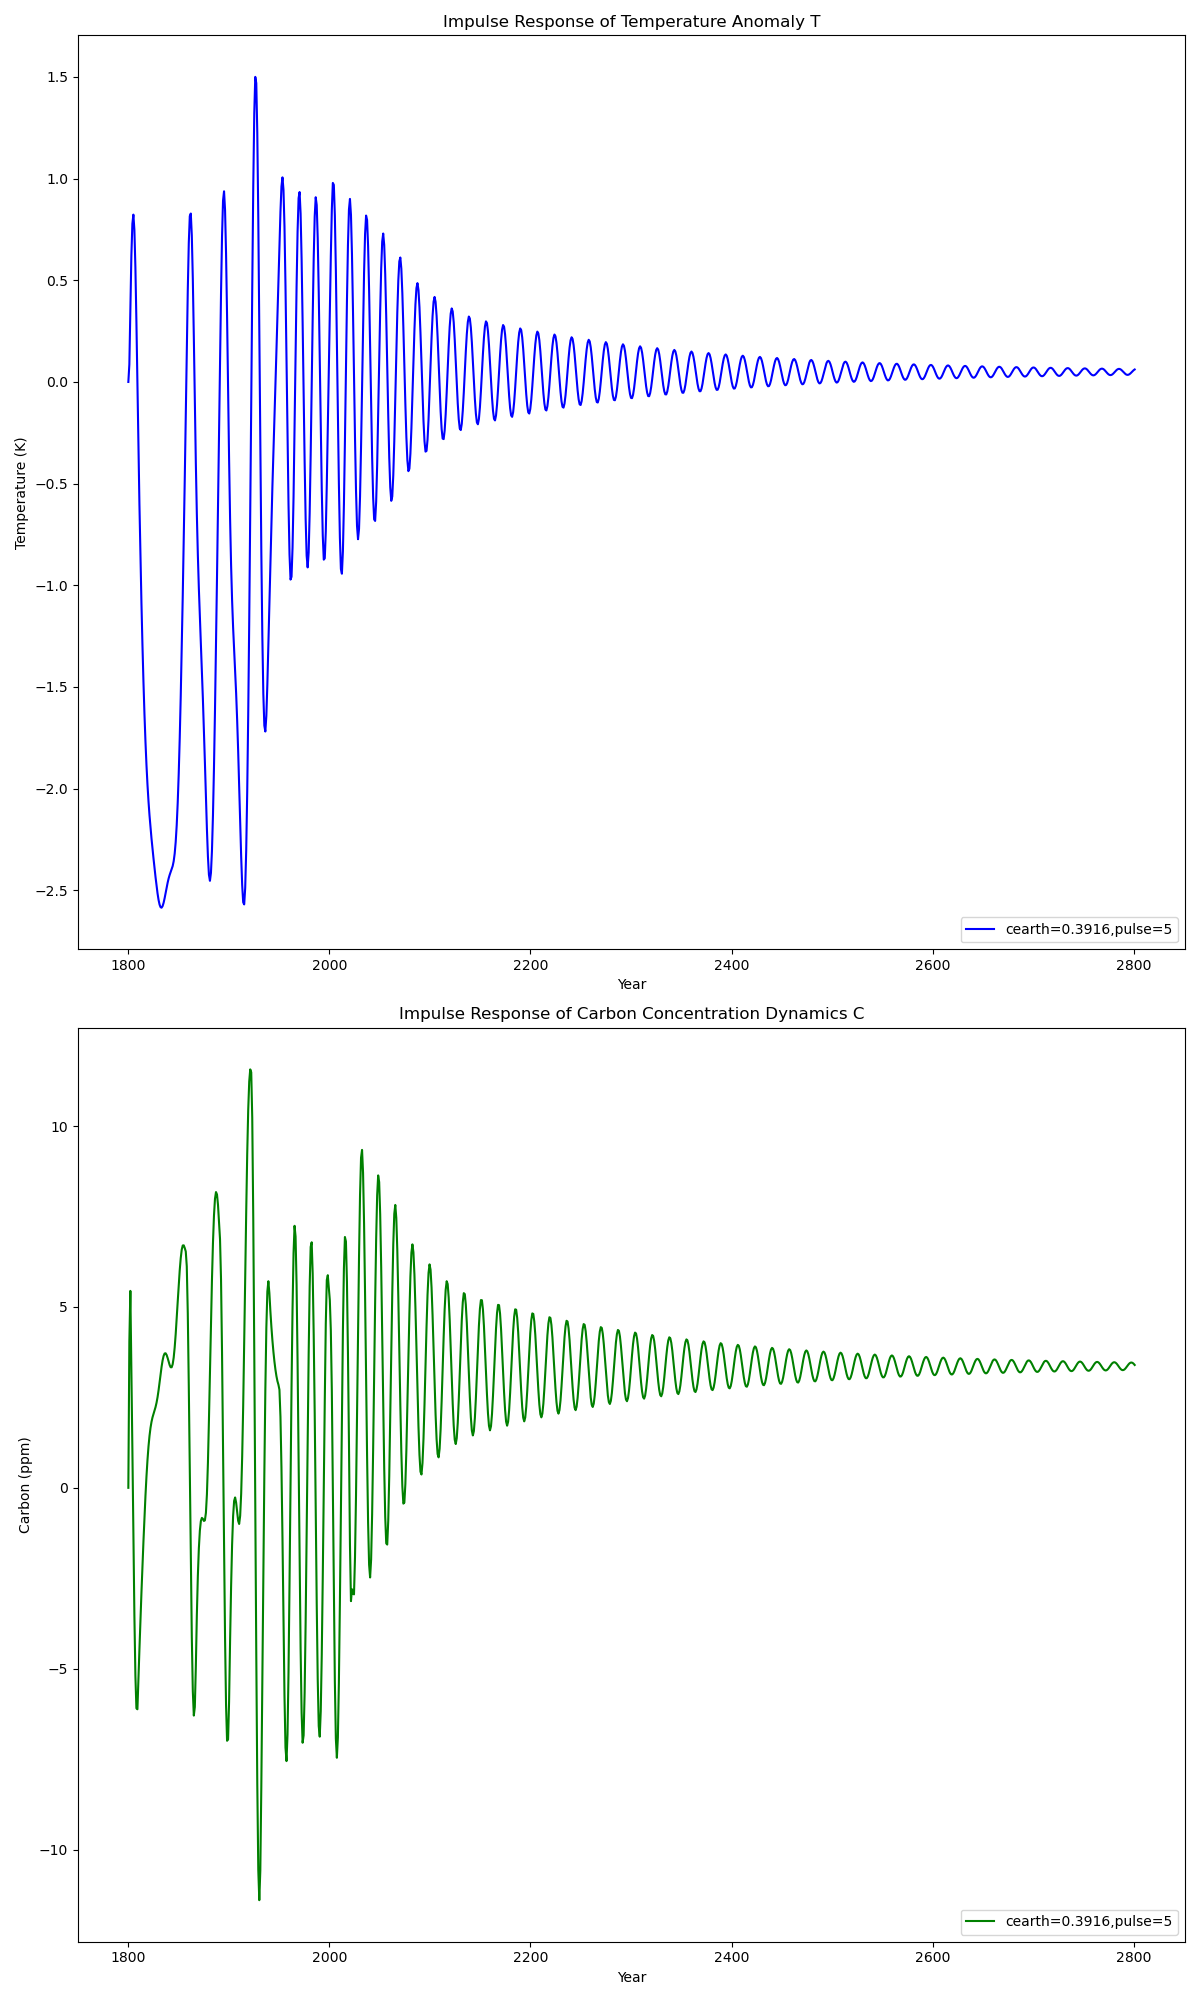 Impulse Response of Temperature Anomaly T
1.5
1.0
0.5
0.0
−0.5
−1.0
−1.5
−2.0
−2.5
Temperature (K)
cearth=0.3916,pulse=5
1800 2000 2200 2400 2600 2800
Year
Impulse Response of Carbon Concentration Dynamics C
10
5
0
−5
−10
Carbon (ppm)
cearth=0.3916,pulse=5
1800 2000 2200 2400 2600 2800
Year